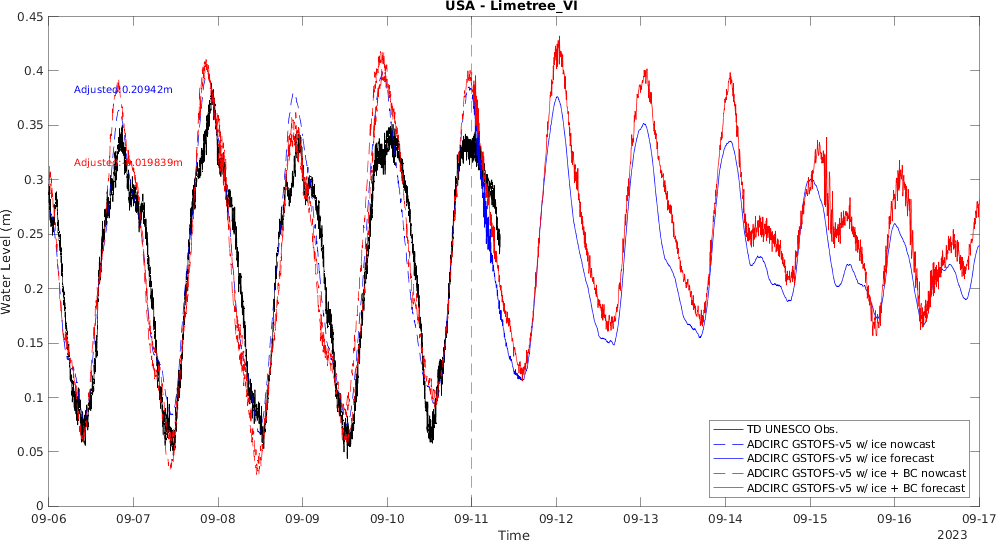 USA - Limetree_VI
0.45
0.4
0.35
0.3
0.25
0.2
0.15
0.1
0.05
0
Water Level (m)
Adjusted:0.20942m
TD UNESCO Obs.
ADCIRC GSTOFS-v5 w/ ice nowcast
ADCIRC GSTOFS-v5 w/ ice forecast
ADCIRC GSTOFS-v5 w/ ice + BC nowcast
ADCIRC GSTOFS-v5 w/ ice + BC forecast
09-06 09-07 09-08 09-09 09-10 09-11 09-12 09-13 09-14 09-15 09-16 09-17
Time
2023